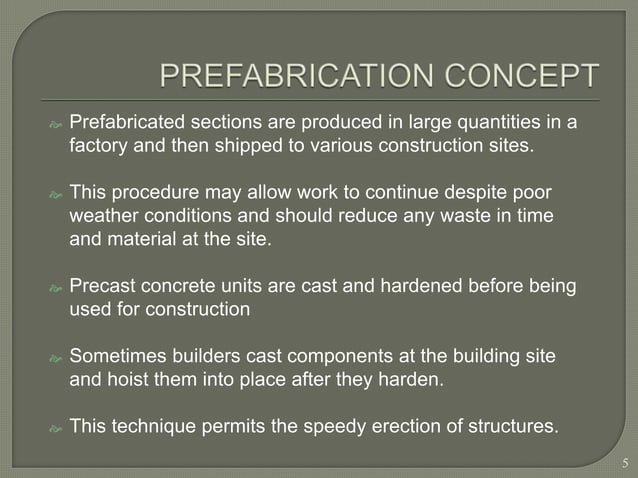 PREFABRICATION CONCEPT
Prefabricated sections are produced in large quantities in a
factory and then shipped to various construction sites.
This procedure may allow work to continue despite poor
weather conditions and should reduce any waste in time
and material at the site.
Precast concrete units are cast and hardened before being
used for construction
Sometimes builders cast components at the building site
and hoist them into place after they harden.
This technique permits the speedy erection of structures.
5